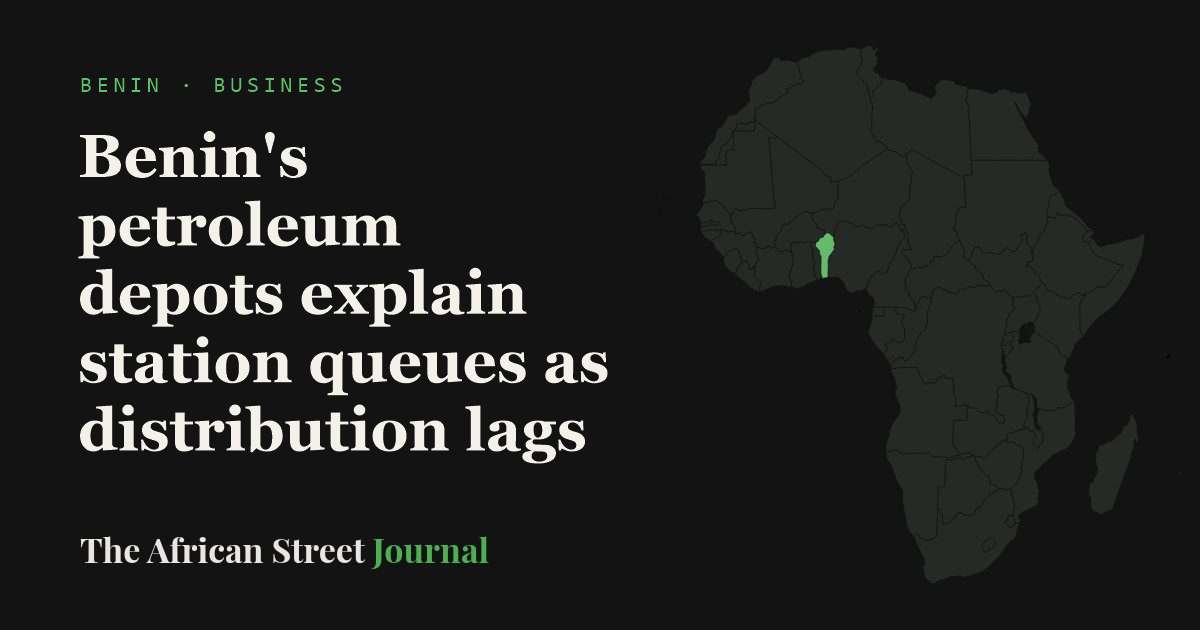 BENIN · BUSINESS
Benin's
petroleum
depots explain
station queues as
distribution lags
The African Street Journal